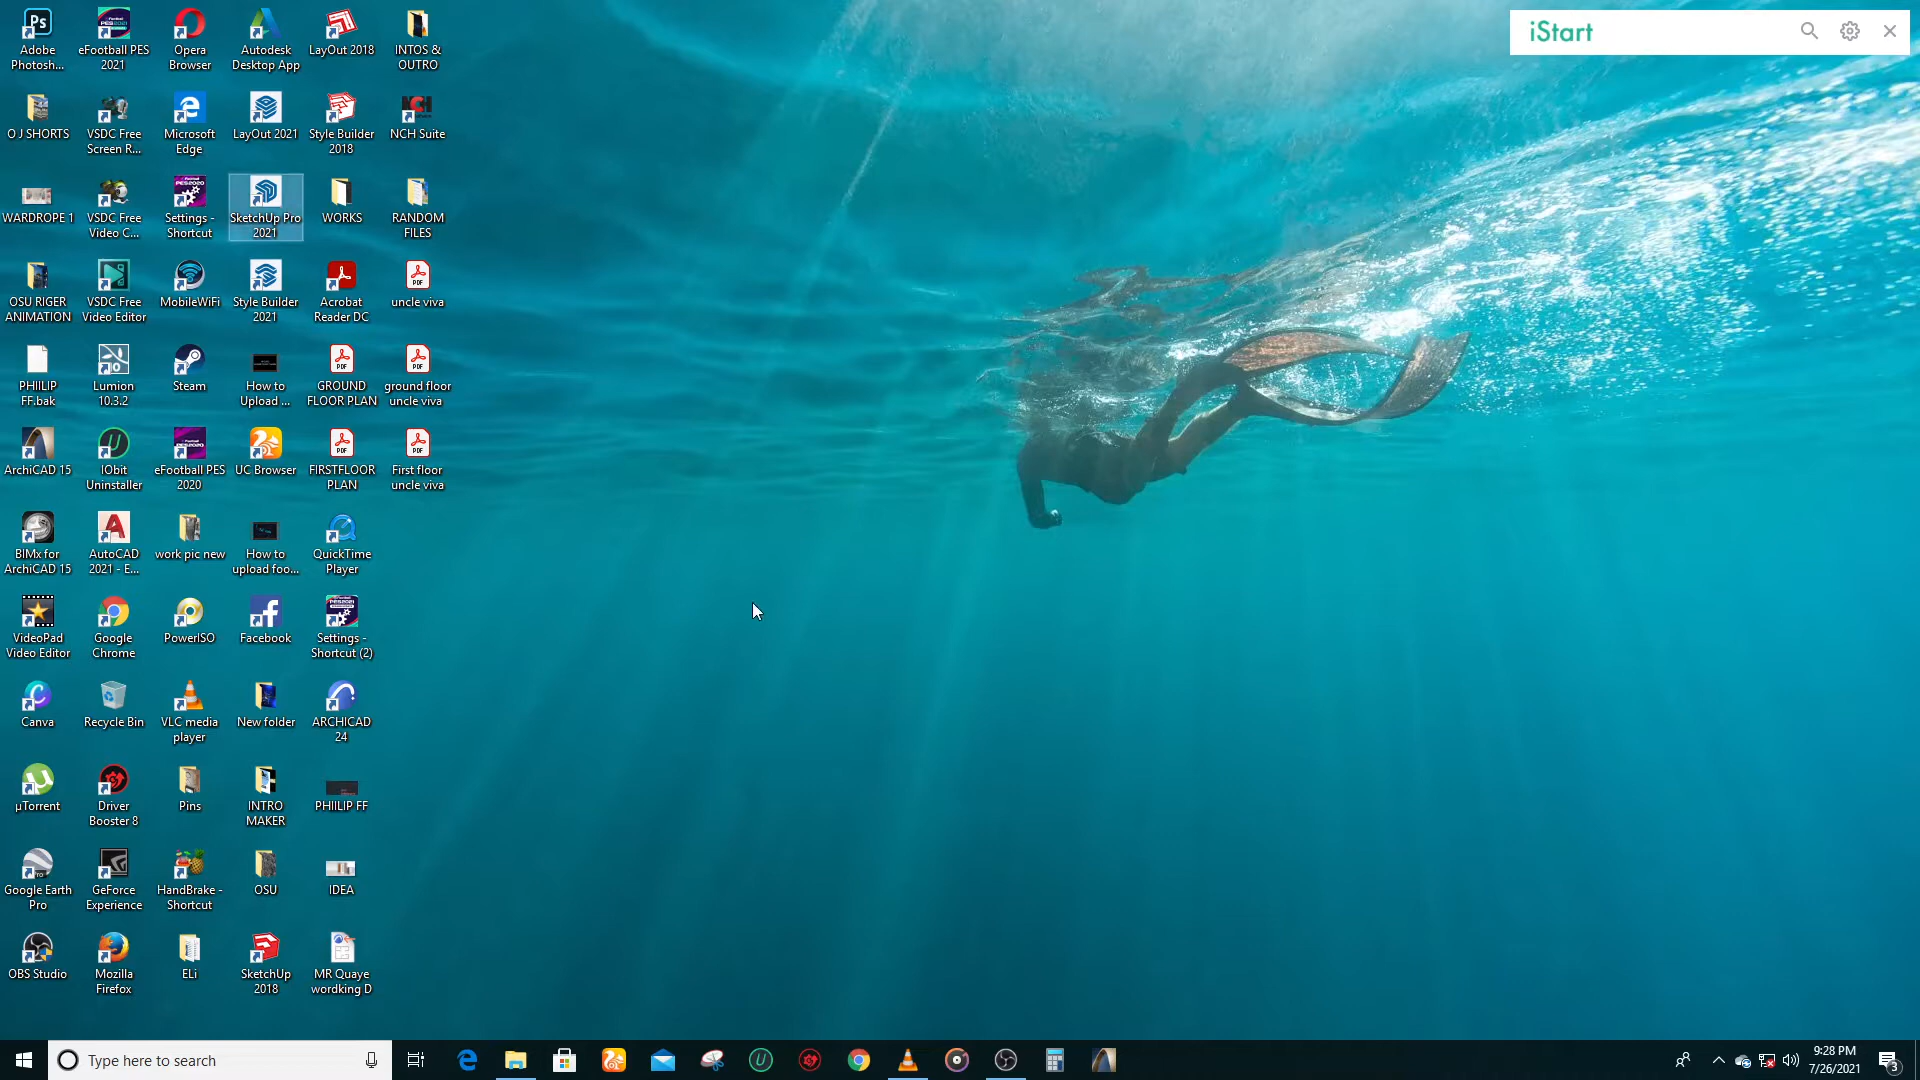 Adobe
Photosh...
eFootball PES
2021
Opera
Browser
Autodesk
Desktop App
LayOut 2018
INTOS &
OUTRO
iStart
O J SHORTS
VSDC Free
Screen R...
Microsoft
Edge
LayOut 2021
Style Builder
2018
NCH Suite
WARDROPE 1
VSDC Free
Video C...
Settings -
Shortcut
SketchUp Pro
2021
WORKS
RANDOM
FILES
OSU RIGER
ANIMATION
VSDC Free
Video Editor
MobileWiFi
Style Builder
2021
Acrobat
Reader DC
uncle viva
PHIILIP
FF.bak
Lumion
10.3.2
Steam
How to
Upload ...
GROUND
FLOOR PLAN
ground floor
uncle viva
ArchiCAD 15
IObit
Uninstaller
eFootball PES
2020
UC Browser
FIRSTFLOOR
PLAN
First floor
uncle viva
BIMx for
ArchiCAD 15
AutoCAD
2021 - E...
work pic new
How to
upload foo...
QuickTime
Player
VideoPad
Video Editor
Google
Chrome
PowerISO
Facebook
Settings -
Shortcut (2)
Canva
Recycle Bin
VLC media
player
New folder
ARCHICAD
24
µTorrent
Driver
Booster 8
Pins
INTRO
MAKER
PHIILIP FF
Google Earth
Pro
GeForce
Experience
HandBrake -
Shortcut
OSU
IDEA
OBS Studio
Mozilla
Firefox
ELi
SketchUp
2018
MR Quaye
wordking D
Type here to search
9:28 PM
7/26/2021
3